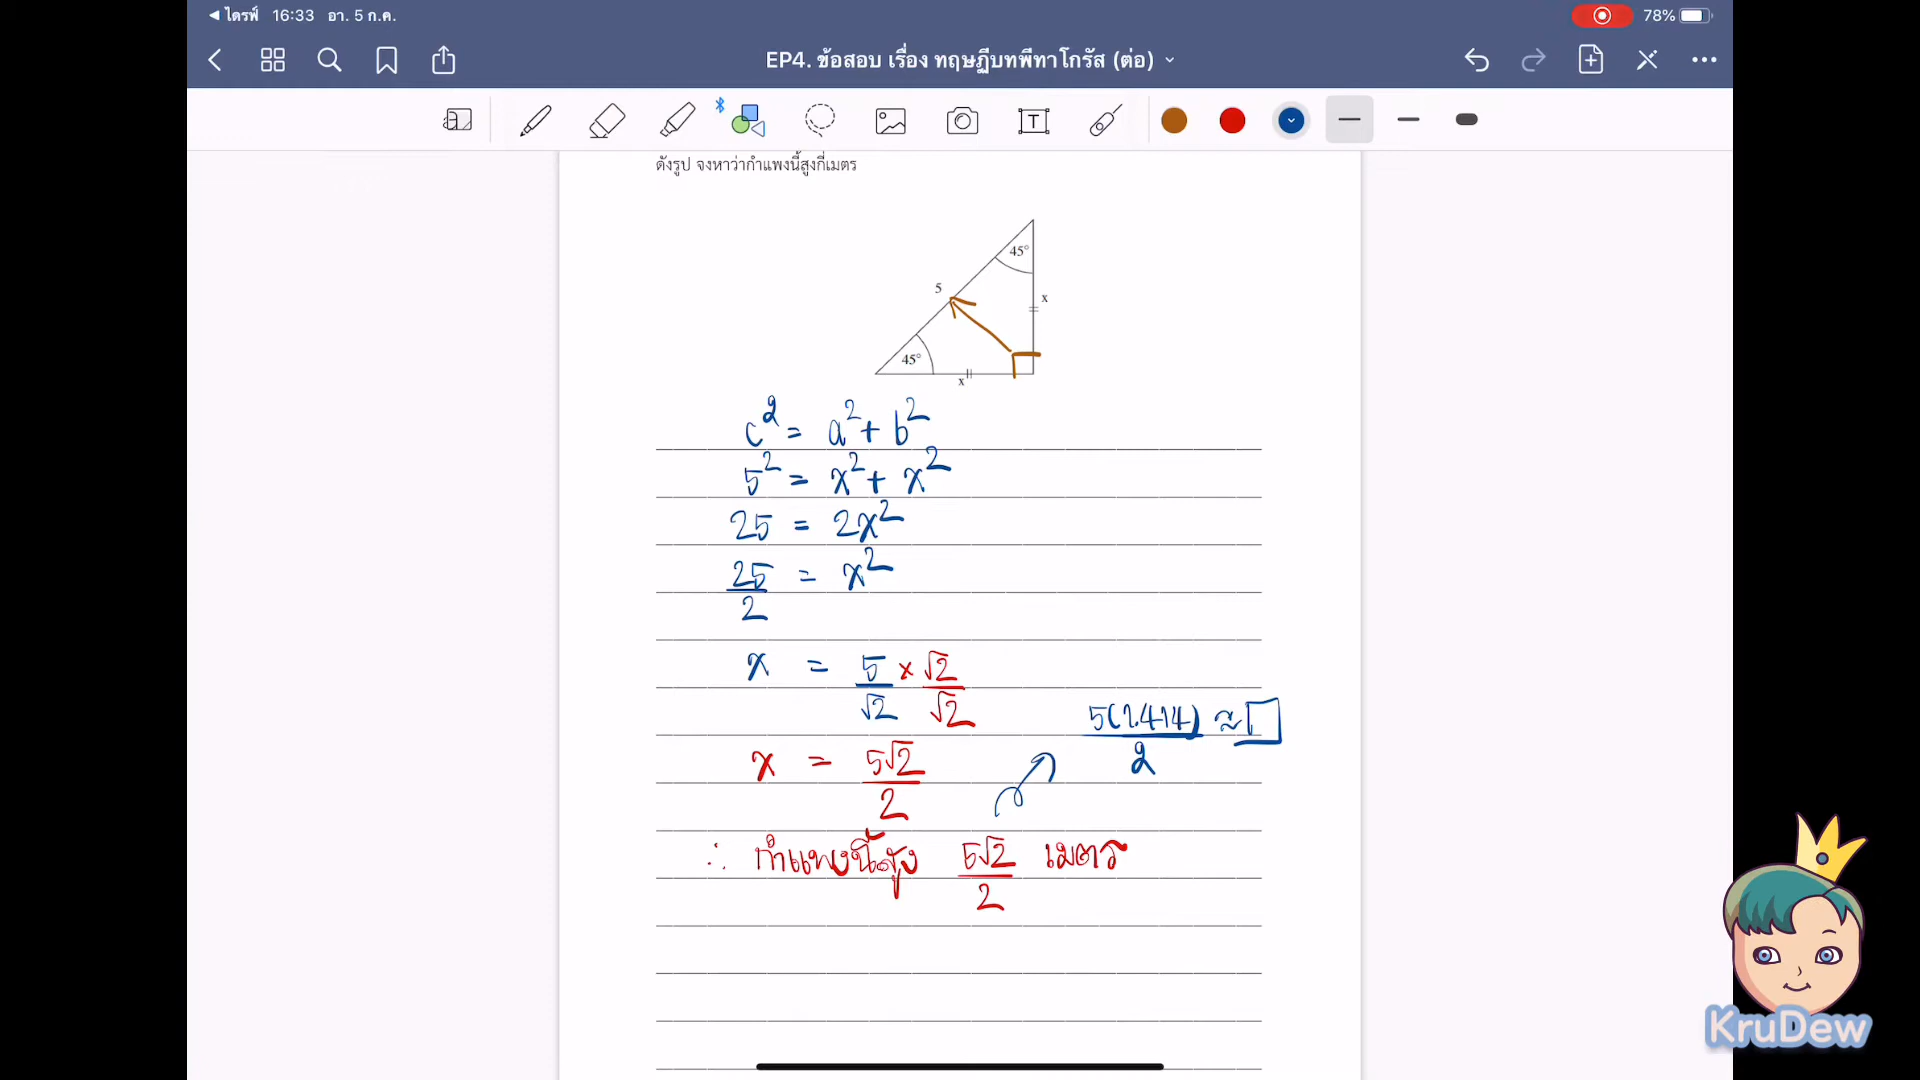 ไดรฟ์ 16:33 อา. 5 ก.ค. 78%
EP4. ข้อสอบ เรื่อง ทฤษฎีบทพีทาโกรัส (ต่อ)
ดังรูป จงหาว่ากำแพงนี้สูงกี่เมตร
45°
5
x
45°
x
c² = a² + b²
5² = x² + x²
25 = 2x²
25/2 = x²
x = 5/√2 × √2/√2
5(1.414)/2 ≈ □
x = 5√2/2
∴ กำแพงนี้สูง 5√2/2 เมตร
KruDew